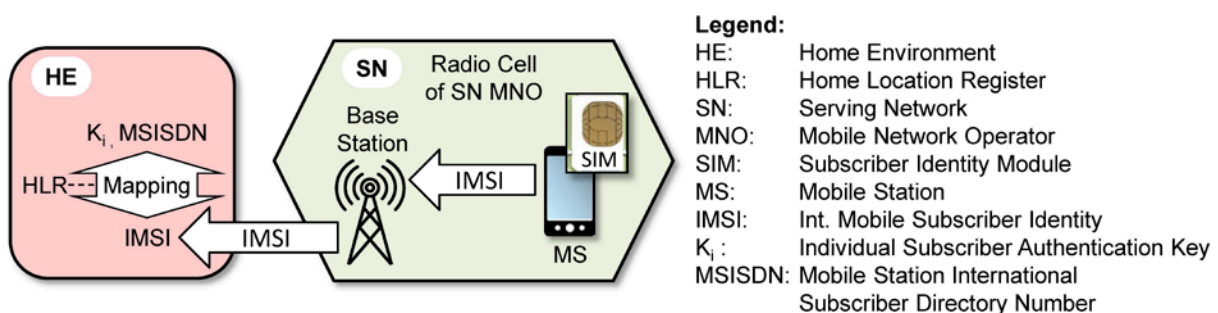 HE
K_i, MSISDN
HLR--- Mapping
IMSI
IMSI
SN
Radio Cell
of SN MNO
Base
Station
IMSI
SIM
MS
Legend:
HE: Home Environment
HLR: Home Location Register
SN: Serving Network
MNO: Mobile Network Operator
SIM: Subscriber Identity Module
MS: Mobile Station
IMSI: Int. Mobile Subscriber Identity
K_i : Individual Subscriber Authentication Key
MSISDN: Mobile Station International
Subscriber Directory Number